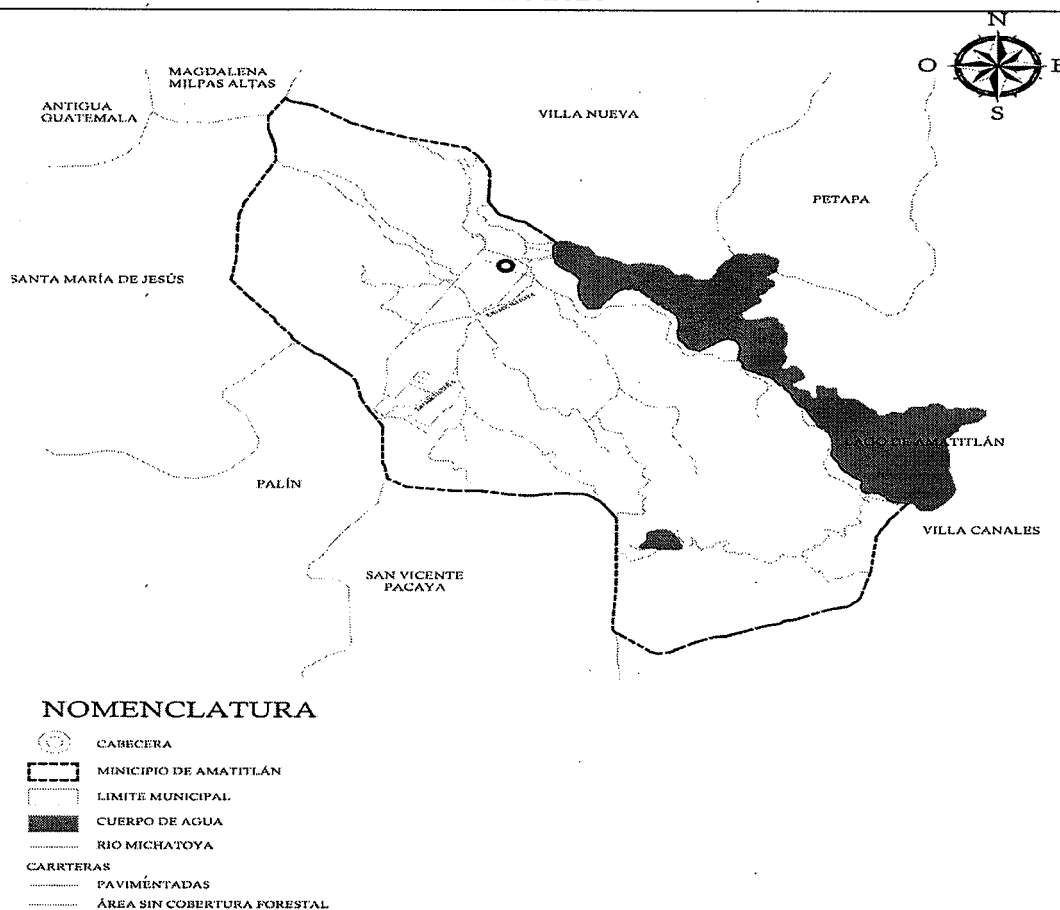 N
O
E
S
MAGDALENA
MILPAS ALTAS
ANTIGUA
GUATEMALA
VILLA NUEVA
PETAPA
SANTA MARÍA DE JESÚS
LAGO DE AMATITLÁN
PALÍN
VILLA CANALES
SAN VICENTE
PACAYA
NOMENCLATURA
CABECERA
MINICIPIO DE AMATITLÁN
LIMITE MUNICIPAL
CUERPO DE AGUA
RIO MICHATOYA
CARRTERAS
PAVIMÉNTADAS
ÁREA SIN COBERTURA FORESTAL